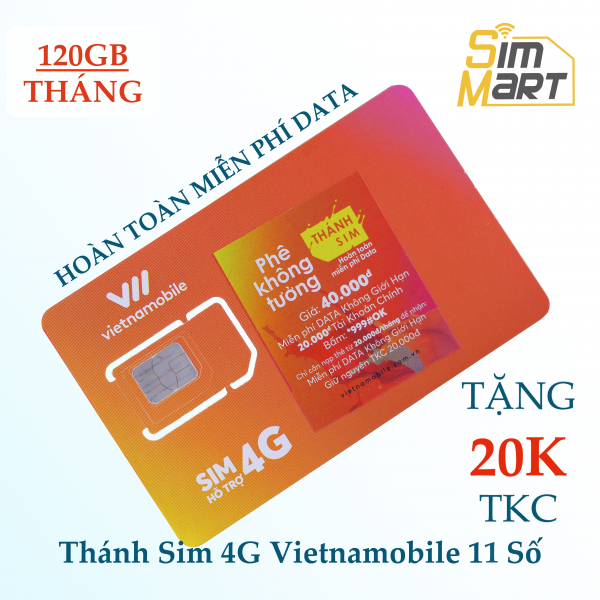 120GB
THÁNG
Sim
MART
HOÀN TOÀN MIỄN PHÍ DATA
vietnamobile
SIM 4G
HỖ TRỢ
Phê
không
tưởng
THÁNH
SIM
Hoàn toàn
miễn phí Data
Giá: 40.000đ
Miễn phí DATA Không Giới Hạn
20.000đ Tài Khoản Chính
Bấm: *999#OK
Chỉ cần nạp thẻ từ 20.000đ/tháng để nhận:
Miễn phí DATA Không Giới Hạn
Giữ nguyên TKC 20.000đ
vietnamobile.com.vn
TẶNG
20K
TKC
Thánh Sim 4G Vietnamobile 11 Số